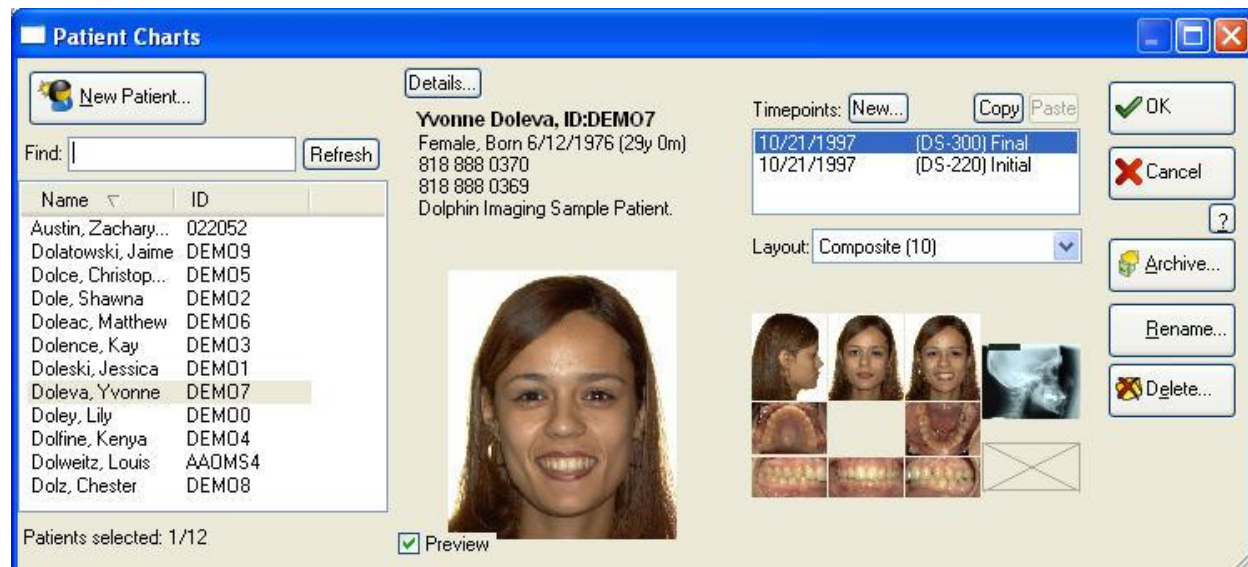 Patient Charts
New Patient...
Find:
Refresh
Name ID
Austin, Zachary... 022052
Dolatowski, Jaime DEMO9
Dolce, Christop... DEMO5
Dole, Shawna DEMO2
Doleac, Matthew DEMO6
Dolence, Kay DEMO3
Doleski, Jessica DEMO1
Doleva, Yvonne DEMO7
Doley, Lily DEMO0
Dolfine, Kenya DEMO4
Dolweitz, Louis AAOMS4
Dolz, Chester DEMO8
Patients selected: 1/12
Details...
Yvonne Doleva, ID:DEMO7
Female, Born 6/12/1976 (29y 0m)
818 888 0370
818 888 0369
Dolphin Imaging Sample Patient.
Preview
Timepoints: New... Copy Paste
10/21/1997 (DS-300) Final
10/21/1997 (DS-220) Initial
Layout: Composite (10)
OK
Cancel
?
Archive...
Rename...
Delete...